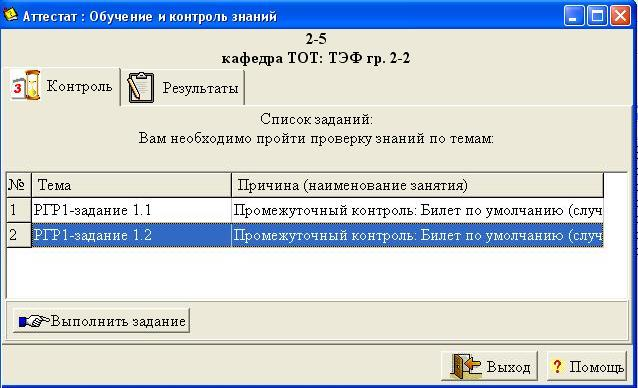 Аттестат : Обучение и контроль знаний
2-5
кафедра ТОТ: ТЭФ гр. 2-2
3 Контроль
Результаты
Список заданий:
Вам необходимо пройти проверку знаний по темам:
№ Тема Причина (наименование занятия)
1 РГР1-задание 1.1 Промежуточный контроль: Билет по умолчанию (случ
2 РГР1-задание 1.2 Промежуточный контроль: Билет по умолчанию (случ
Выполнить задание
Выход ? Помощь